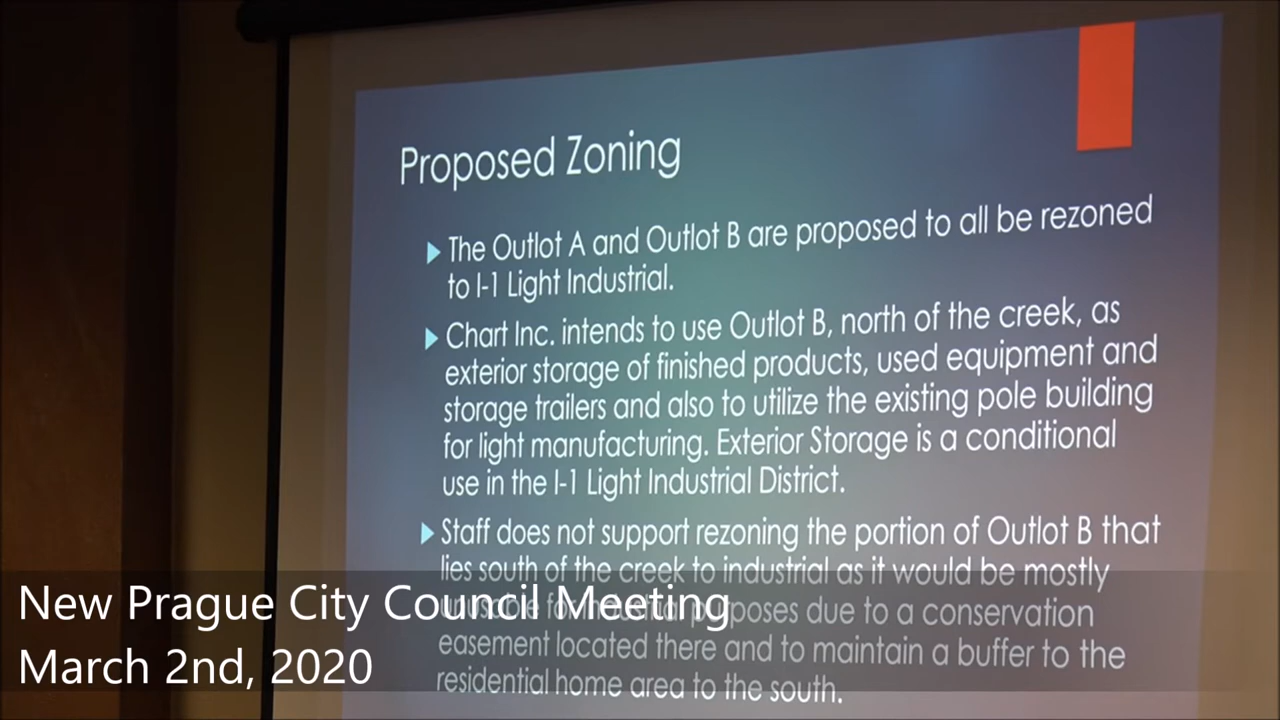 Proposed Zoning
The Outlot A and Outlot B are proposed to all be rezoned
to I-1 Light Industrial.
Chart Inc. intends to use Outlot B, north of the creek, as
exterior storage of finished products, used equipment and
storage trailers and also to utilize the existing pole building
for light manufacturing. Exterior Storage is a conditional
use in the I-1 Light Industrial District.
Staff does not support rezoning the portion of Outlot B that
lies south of the creek to industrial as it would be mostly
unusable for industrial purposes due to a conservation
easement located there and to maintain a buffer to the
residential home area to the south.
New Prague City Council Meeting
March 2nd, 2020